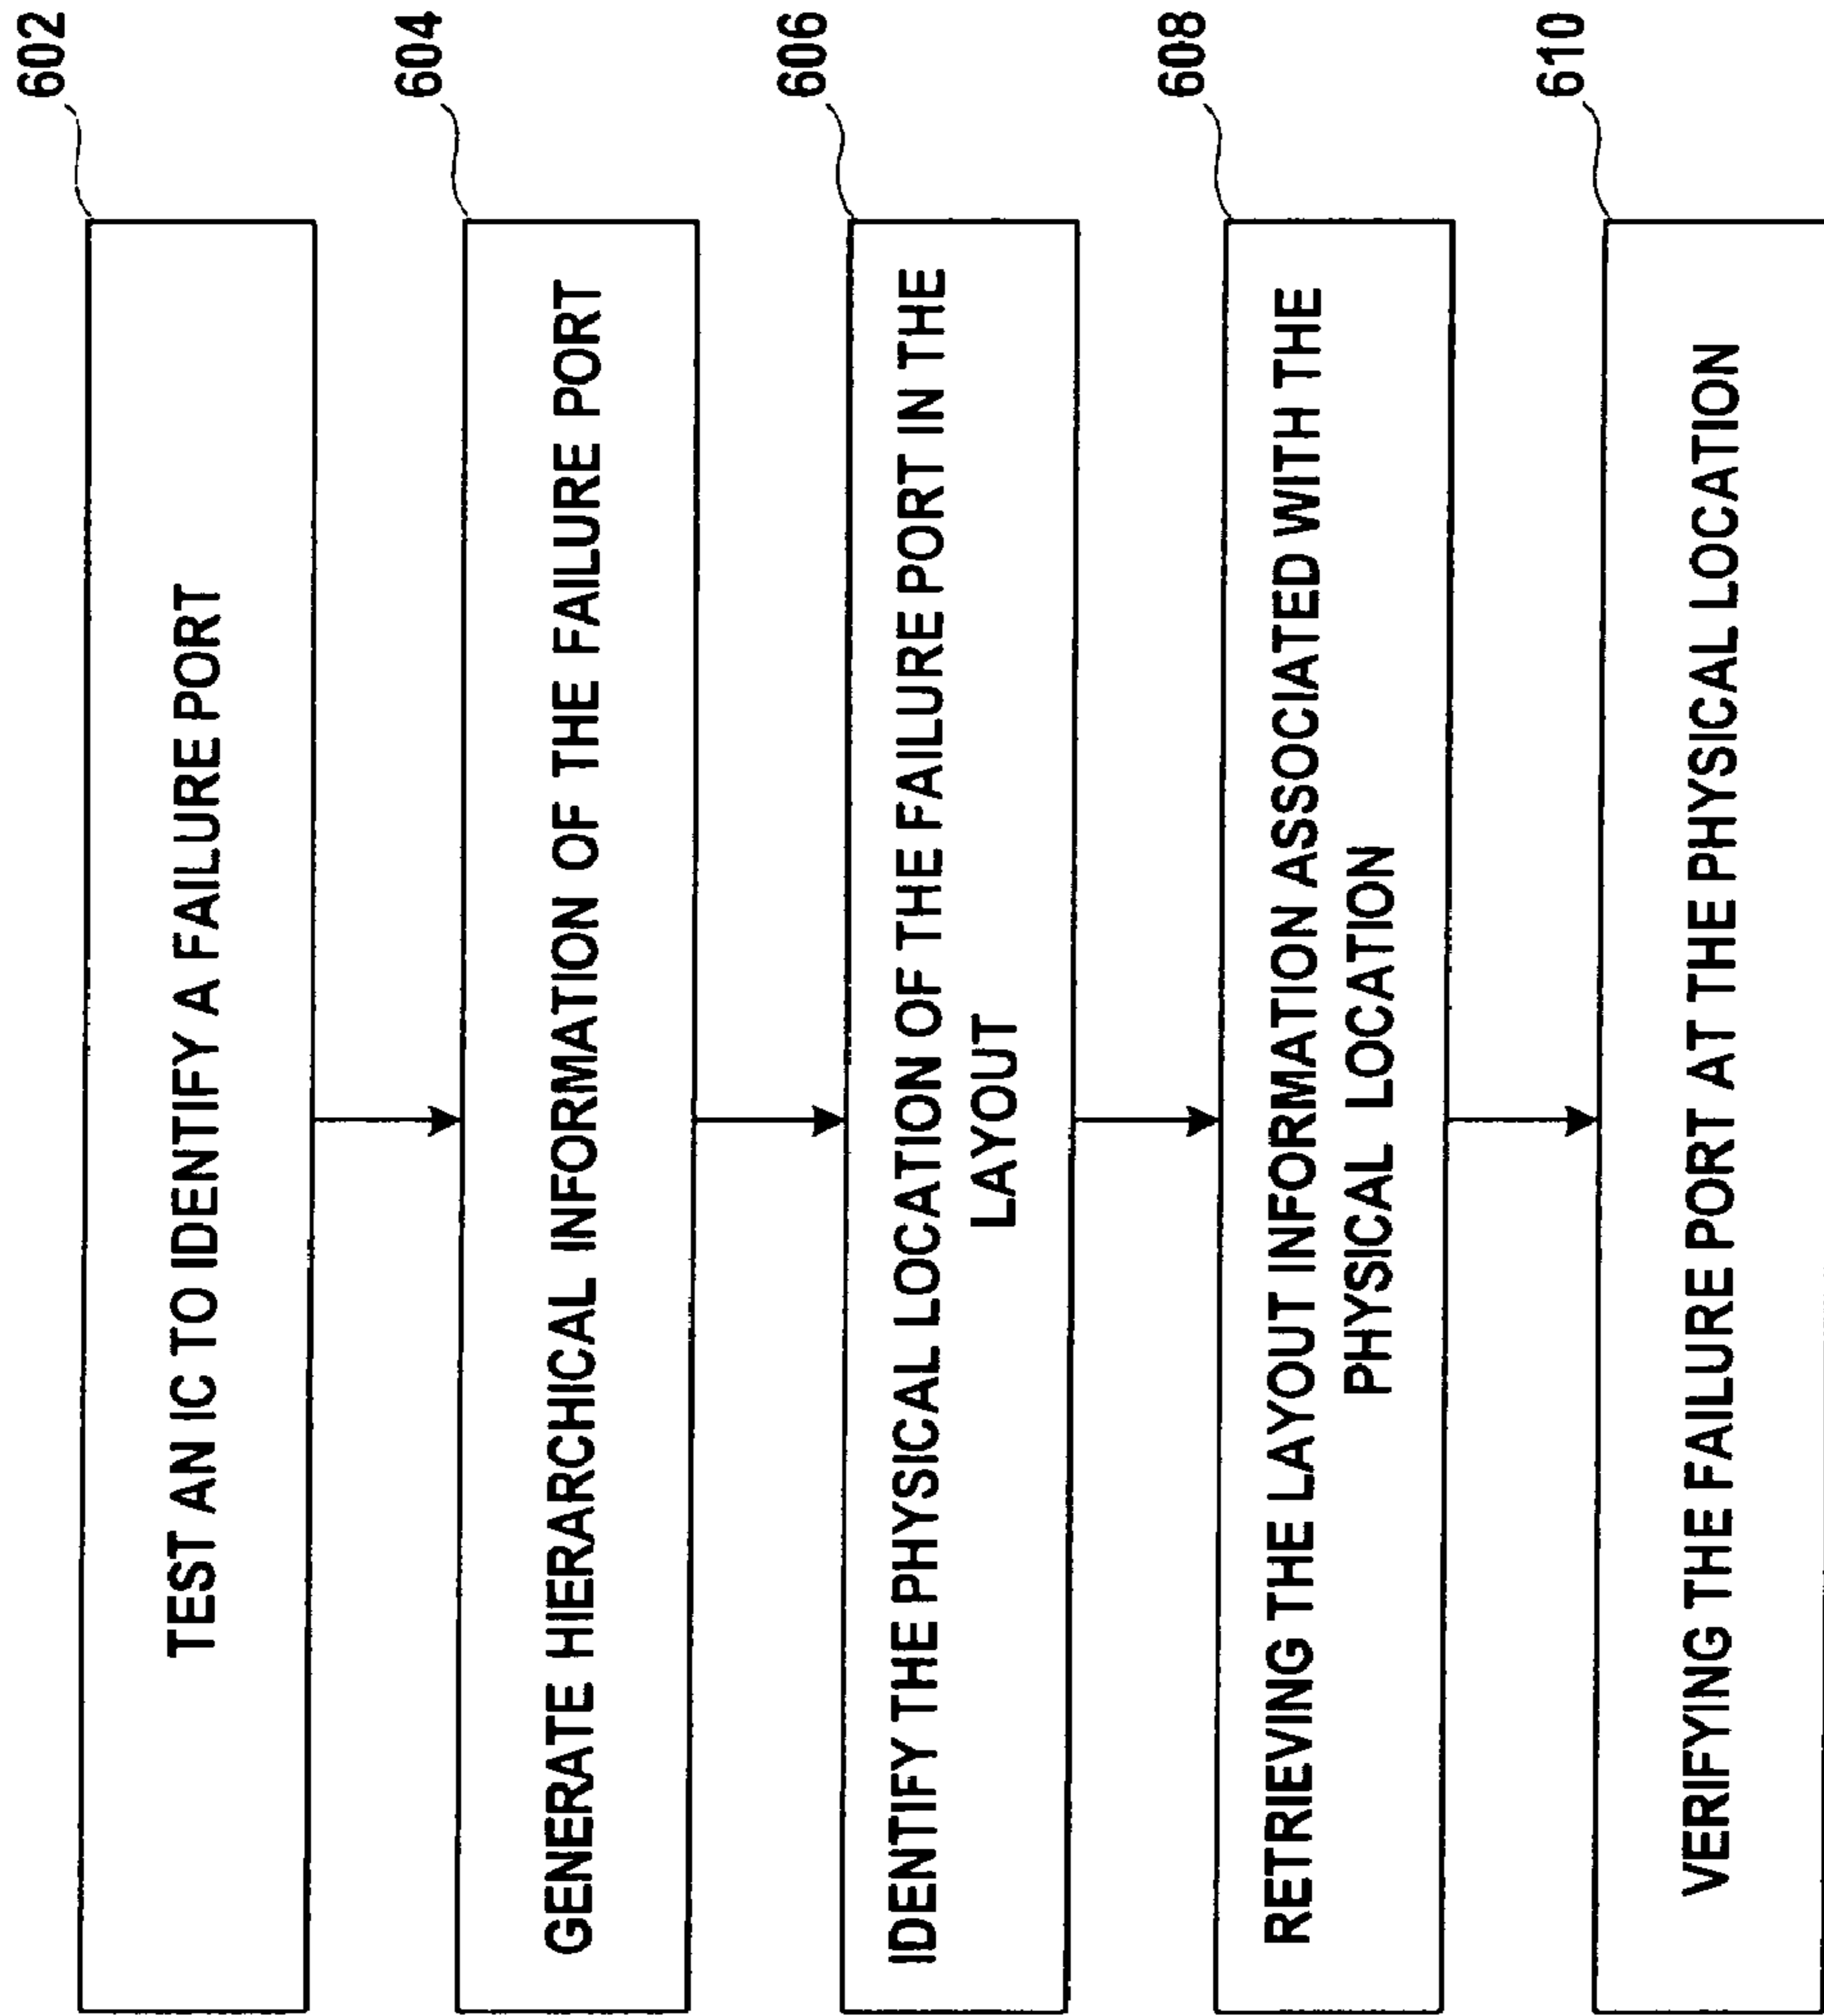 602
TEST AN IC TO IDENTIFY A FAILURE PORT
604
GENERATE HIERARCHICAL INFORMATION OF THE FAILURE PORT
606
IDENTIFY THE PHYSICAL LOCATION OF THE FAILURE PORT IN THE
LAYOUT
608
RETRIEVING THE LAYOUT INFORMATION ASSOCIATED WITH THE
PHYSICAL LOCATION
610
VERIFYING THE FAILURE PORT AT THE PHYSICAL LOCATION